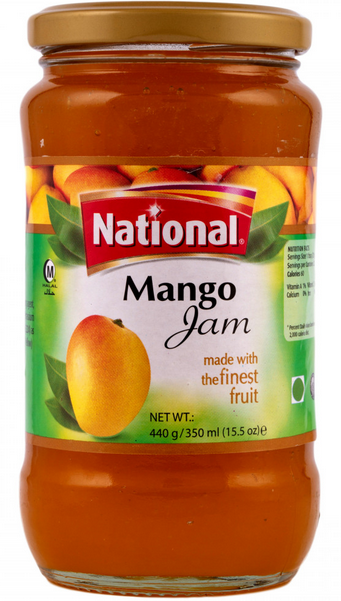 National®
Mango
Jam
made with
the finest
fruit
NET WT.:
440 g/350 ml (15.5 oz)℮
M
HALAL
NUTRITION FACTS
Calories 60